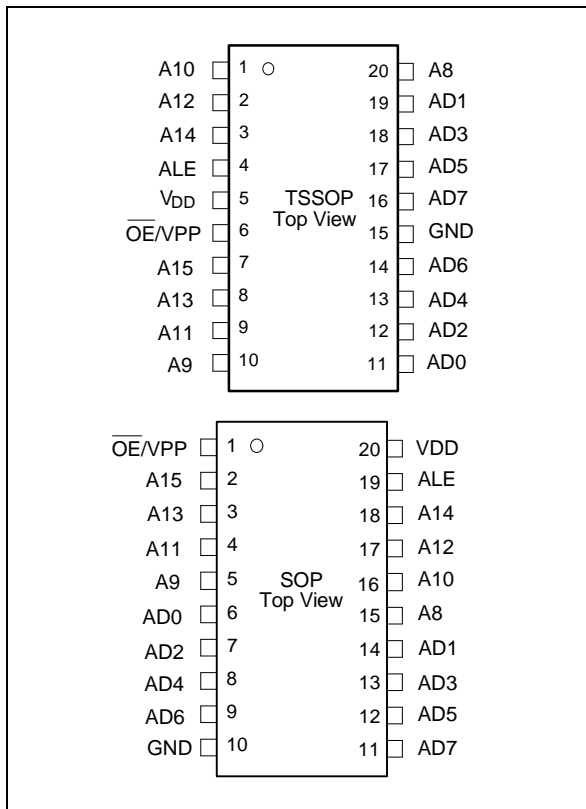 A10 1 20 A8
A12 2 19 AD1
A14 3 18 AD3
ALE 4 17 AD5
VDD 5 TSSOP 16 AD7
Top View
OE/VPP 6 15 GND
A15 7 14 AD6
A13 8 13 AD4
A11 9 12 AD2
A9 10 11 AD0
OE/VPP 1 20 VDD
A15 2 19 ALE
A13 3 18 A14
A11 4 17 A12
A9 5 SOP 16 A10
Top View
AD0 6 15 A8
AD2 7 14 AD1
AD4 8 13 AD3
AD6 9 12 AD5
GND 10 11 AD7